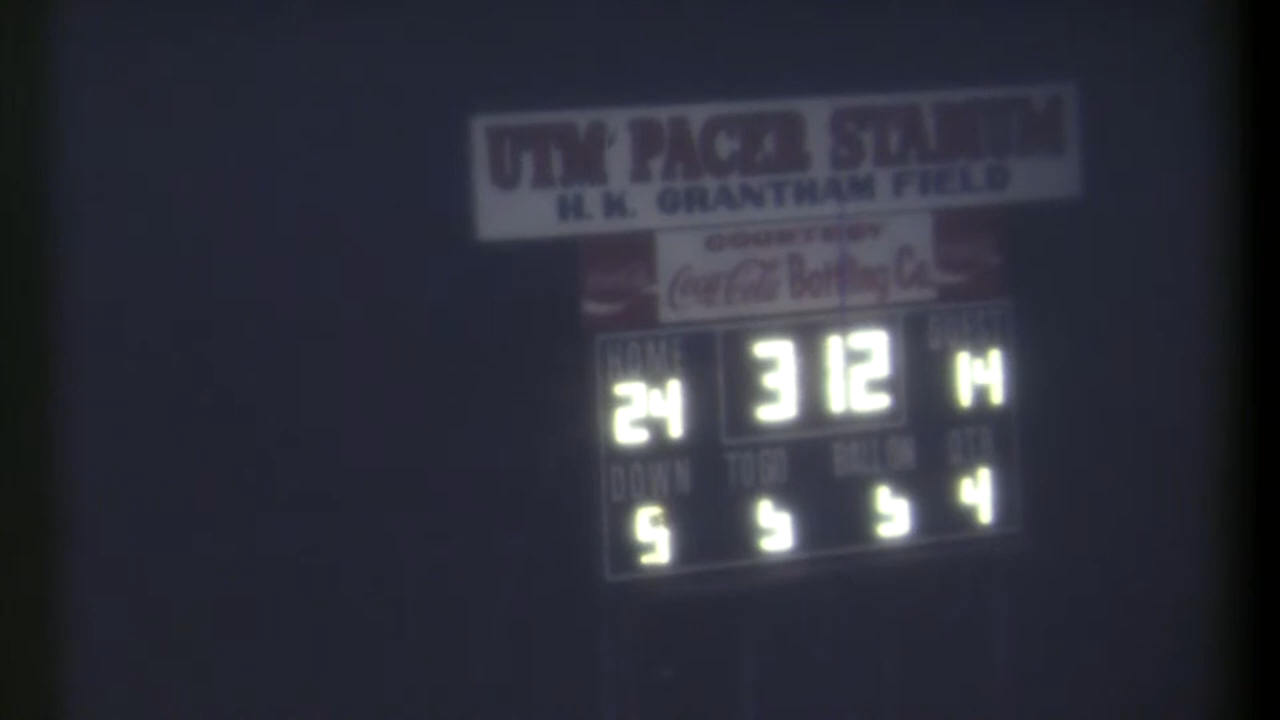 UTM PACER STADIUM
H.K. GRANTHAM FIELD
COURTESY
Coca-Cola Bottling Co.
HOME 3 12 GUEST
24 14
DOWN TO GO BALL ON QTR
5 5 5 4